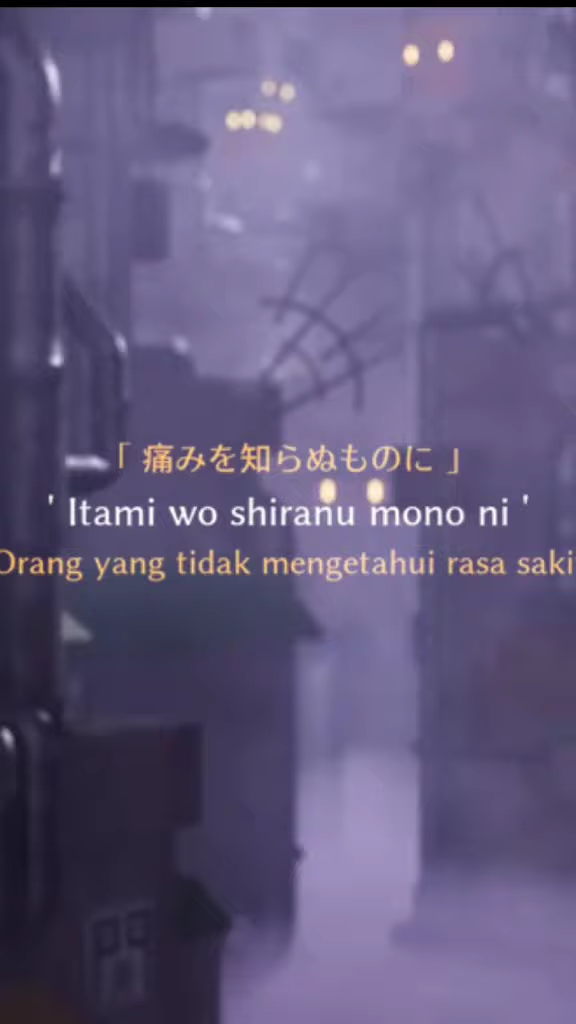 「 痛みを知らぬものに 」
' Itami wo shiranu mono ni '
Orang yang tidak mengetahui rasa saki